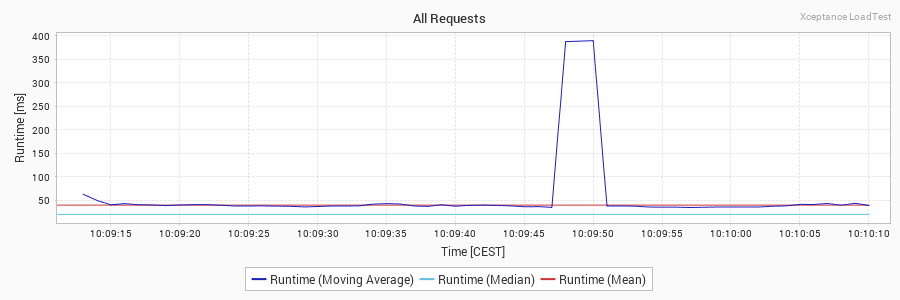 All Requests
Xceptance LoadTest
400
350
300
250
200
150
100
50
Runtime [ms]
10:09:15 10:09:20 10:09:25 10:09:30 10:09:35 10:09:40 10:09:45 10:09:50 10:09:55 10:10:00 10:10:05 10:10:10
Time [CEST]
Runtime (Moving Average) Runtime (Median) Runtime (Mean)